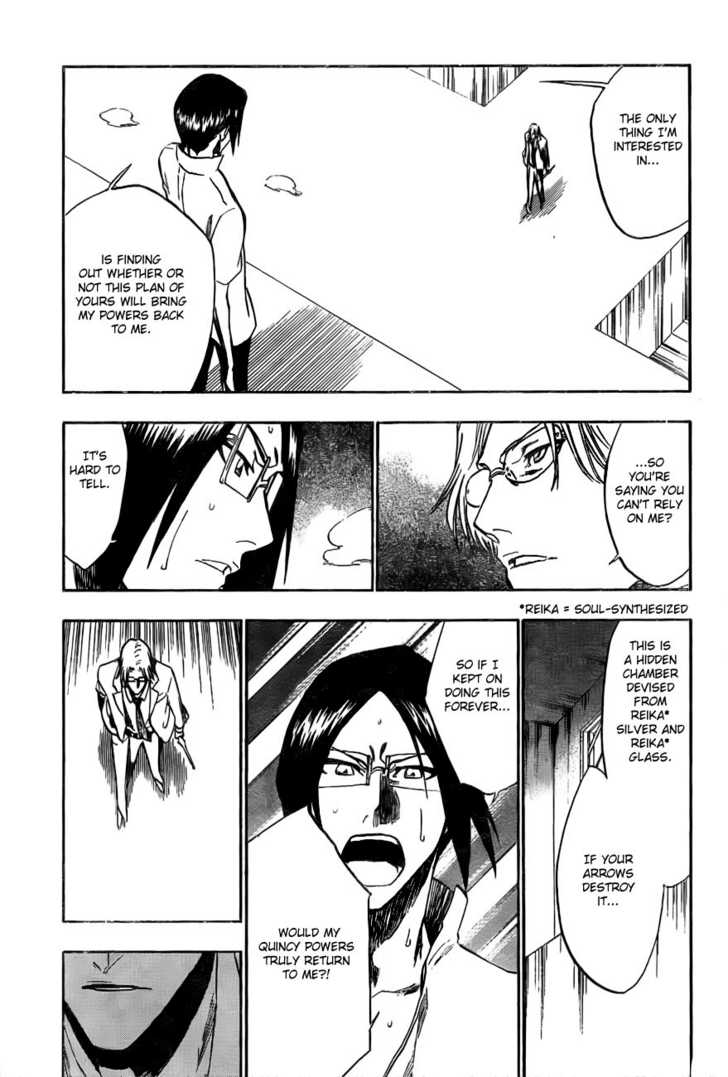 THE ONLY
THING I'M
INTERESTED
IN...
IS FINDING
OUT WHETHER OR
NOT THIS PLAN OF
YOURS WILL BRING
MY POWERS BACK
TO ME.
...SO
YOU'RE
SAYING YOU
CAN'T RELY
ON ME?
IT'S
HARD TO
TELL.
*REIKA = SOUL-SYNTHESIZED
THIS IS
A HIDDEN
CHAMBER
DEVISED
FROM
REIKA*
SILVER AND
REIKA*
GLASS.
IF YOUR
ARROWS
DESTROY
IT...
SO IF I
KEPT ON
DOING THIS
FOREVER...
WOULD MY
QUINCY POWERS
TRULY RETURN
TO ME?!